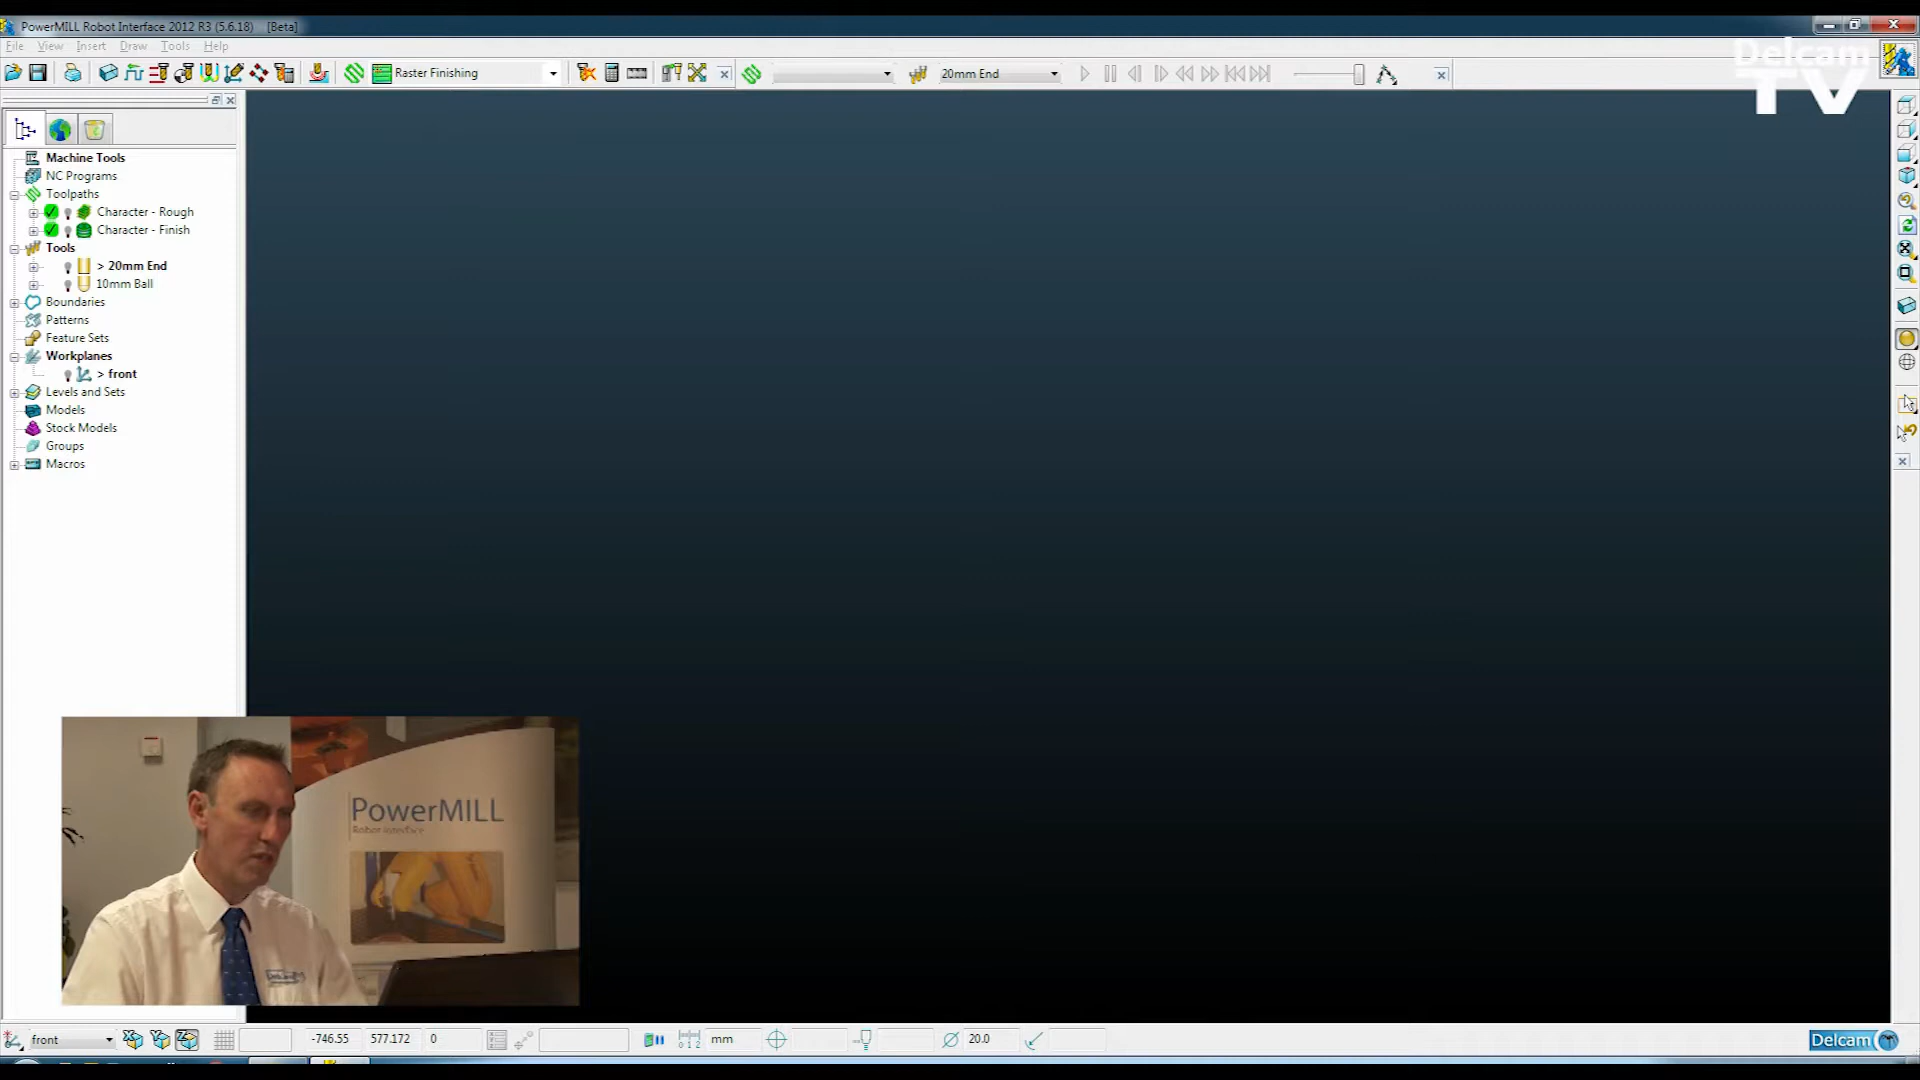 PowerMILL Robot Interface 2012 R3 (5.6.18) [Beta]
File View Insert Draw Tools Help
Raster Finishing
20mm End
Delcam
TV
Machine Tools
NC Programs
Toolpaths
Character - Rough
Character - Finish
Tools
> 20mm End
10mm Ball
Boundaries
Patterns
Feature Sets
Workplanes
> front
Levels and Sets
Models
Stock Models
Groups
Macros
PowerMILL
Robot Interface
Delcam
front
-746.55 577.172 0
mm
20.0
Delcam